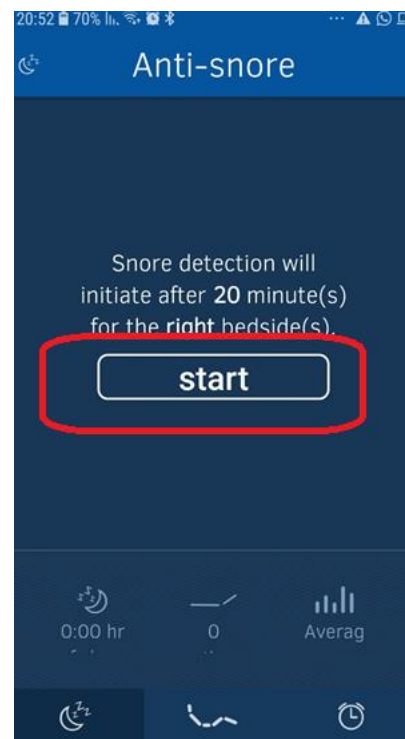 20:52 70%
Anti-snore
Snore detection will
initiate after 20 minute(s)
for the right bedside(s).
start
0:00 hr 0 Averag